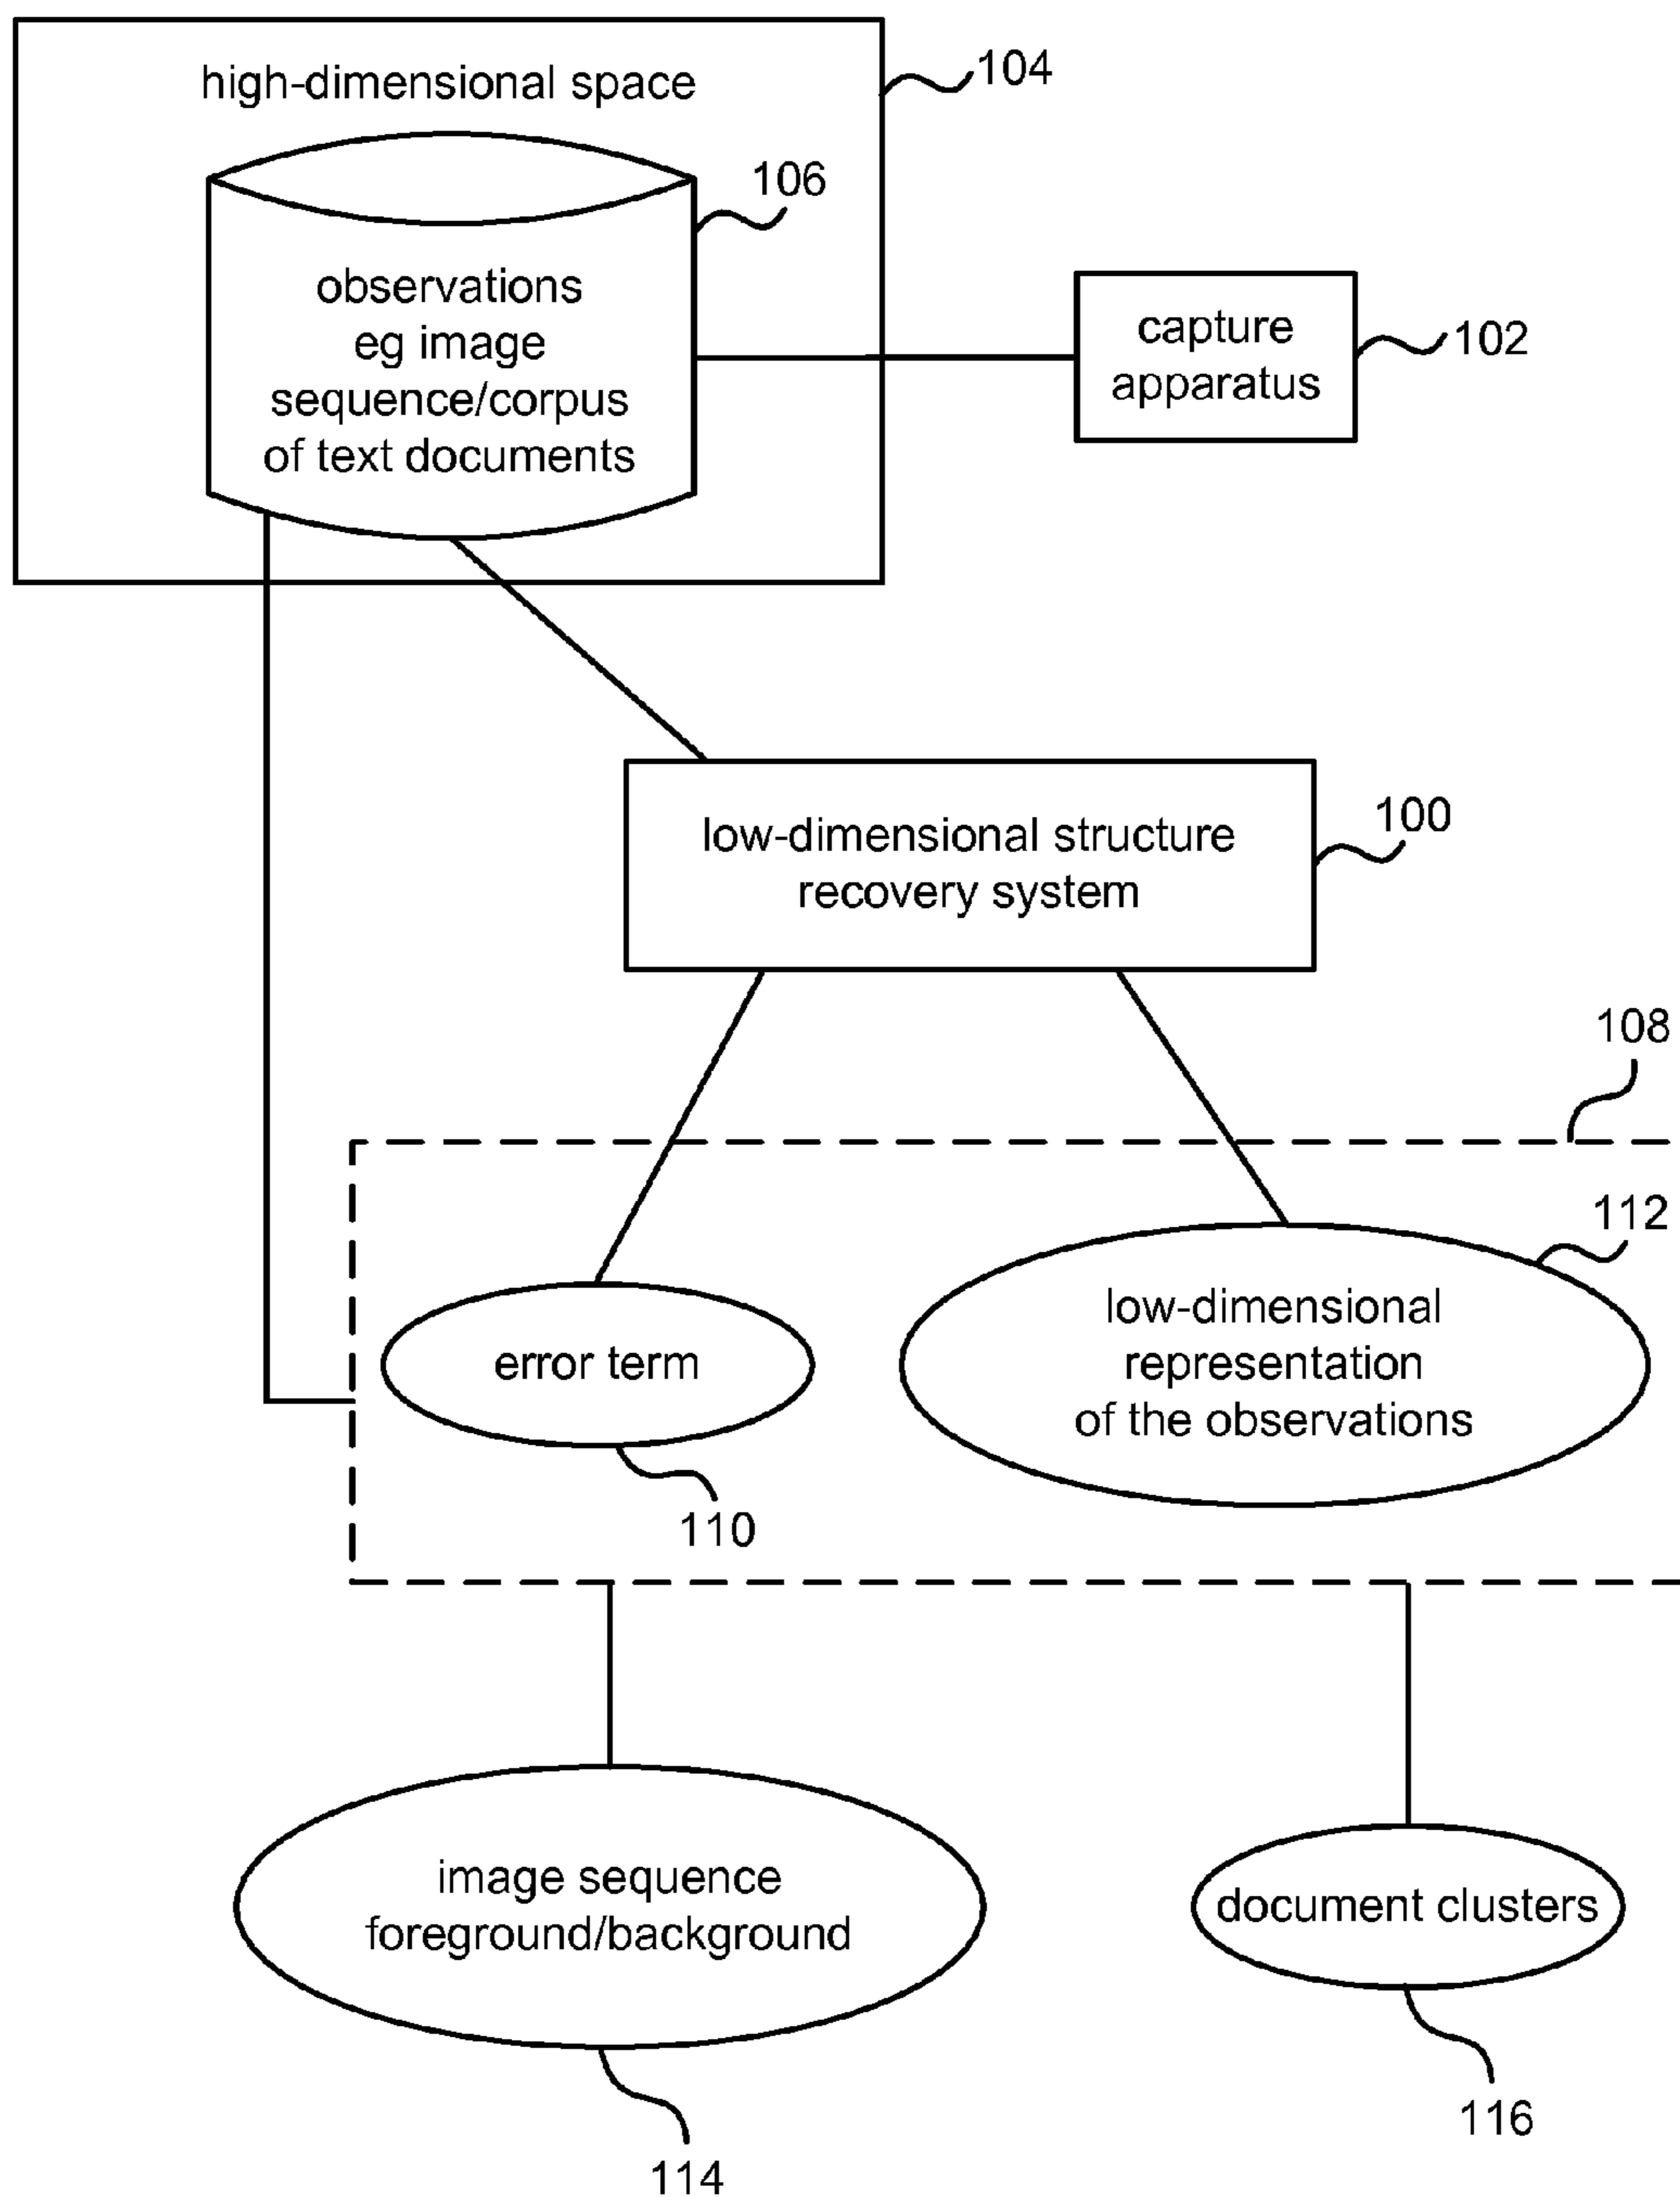 high-dimensional space
104
106
observations
eg image
sequence/corpus
of text documents
capture
apparatus
102
low-dimensional structure
recovery system
100
108
112
error term
low-dimensional
representation
of the observations
110
image sequence
foreground/background
document clusters
116
114